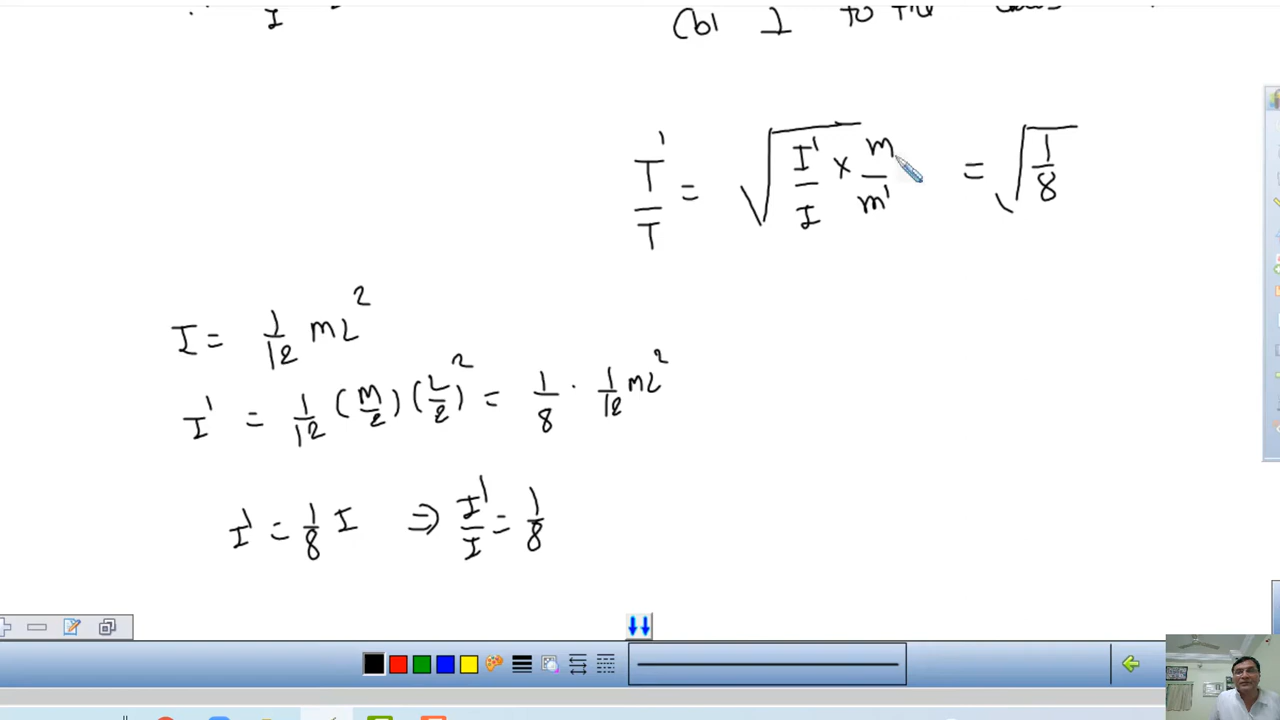 I
(b) I to the
T'/T = √(I'/I × m/m') = √(1/8)
I = 1/12 mL²
I' = 1/12 (m/2) (L/2)² = 1/8 · 1/12 mL²
I' = 1/8 I ⇒ I'/I = 1/8